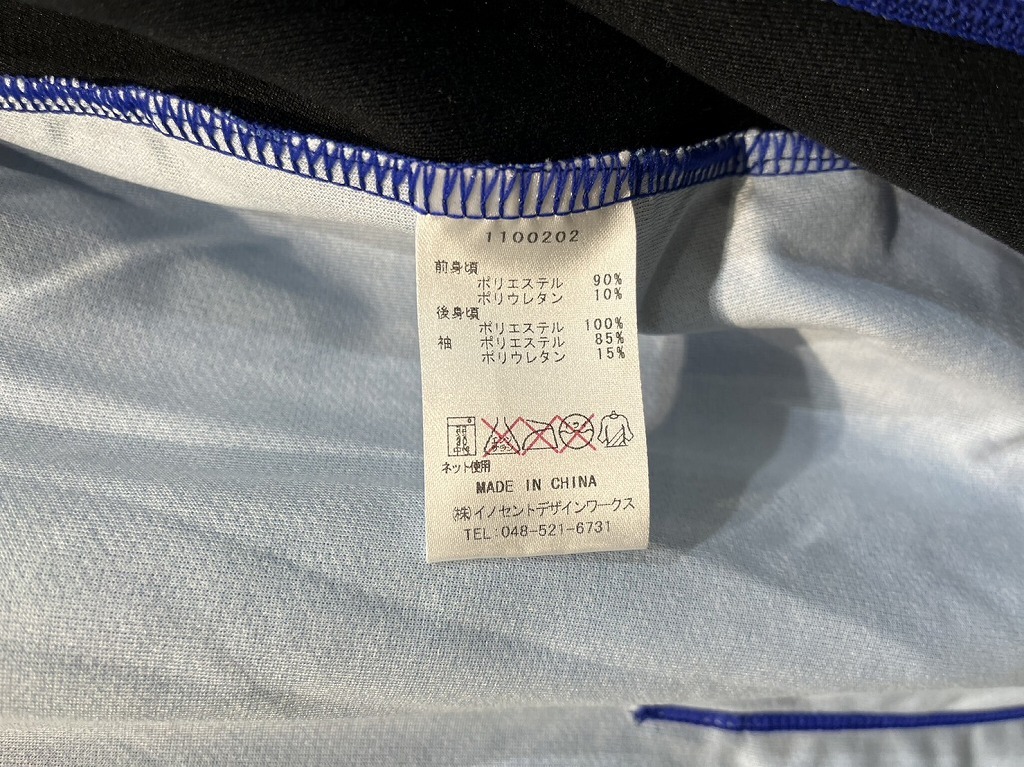 1100202
前身頃
ポリエステル 90%
ポリウレタン 10%
後身頃
ポリエステル 100%
袖 ポリエステル 85%
ポリウレタン 15%
中性
ネット使用
MADE IN CHINA
㈱イノセントデザインワークス
TEL:048-521-6731